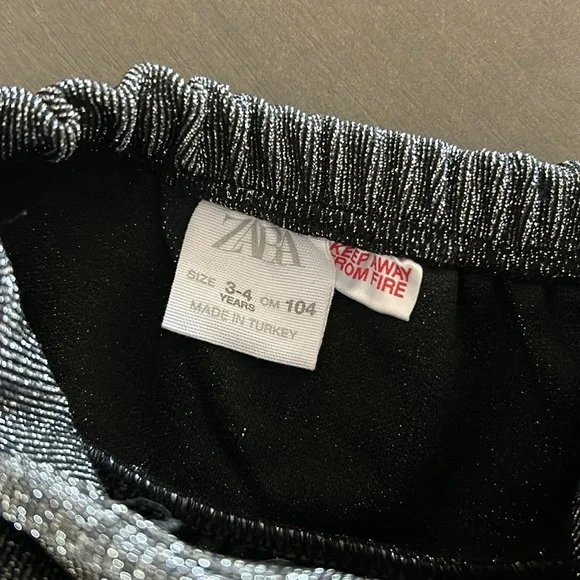 ZARA
SIZE 3-4 YEARS CM 104
MADE IN TURKEY
KEEP AWAY
FROM FIRE